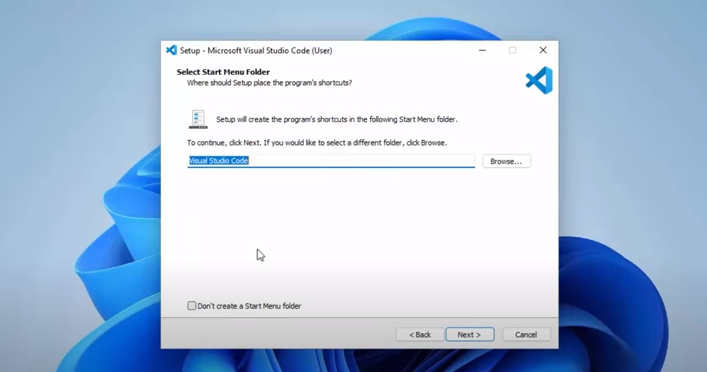 Setup - Microsoft Visual Studio Code (User)
Select Start Menu Folder
Where should Setup place the program's shortcuts?
Setup will create the program's shortcuts in the following Start Menu folder.
To continue, click Next. If you would like to select a different folder, click Browse.
Visual Studio Code
Browse...
Don't create a Start Menu folder
< Back
Next >
Cancel